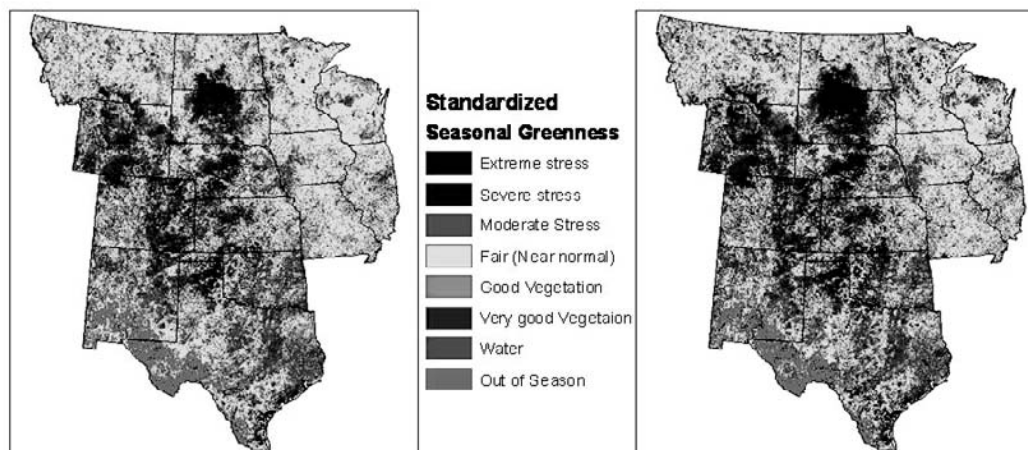 Standardized
Seasonal Greenness
Extreme stress
Severe stress
Moderate Stress
Fair (Near normal)
Good Vegetation
Very good Vegetaion
Water
Out of Season